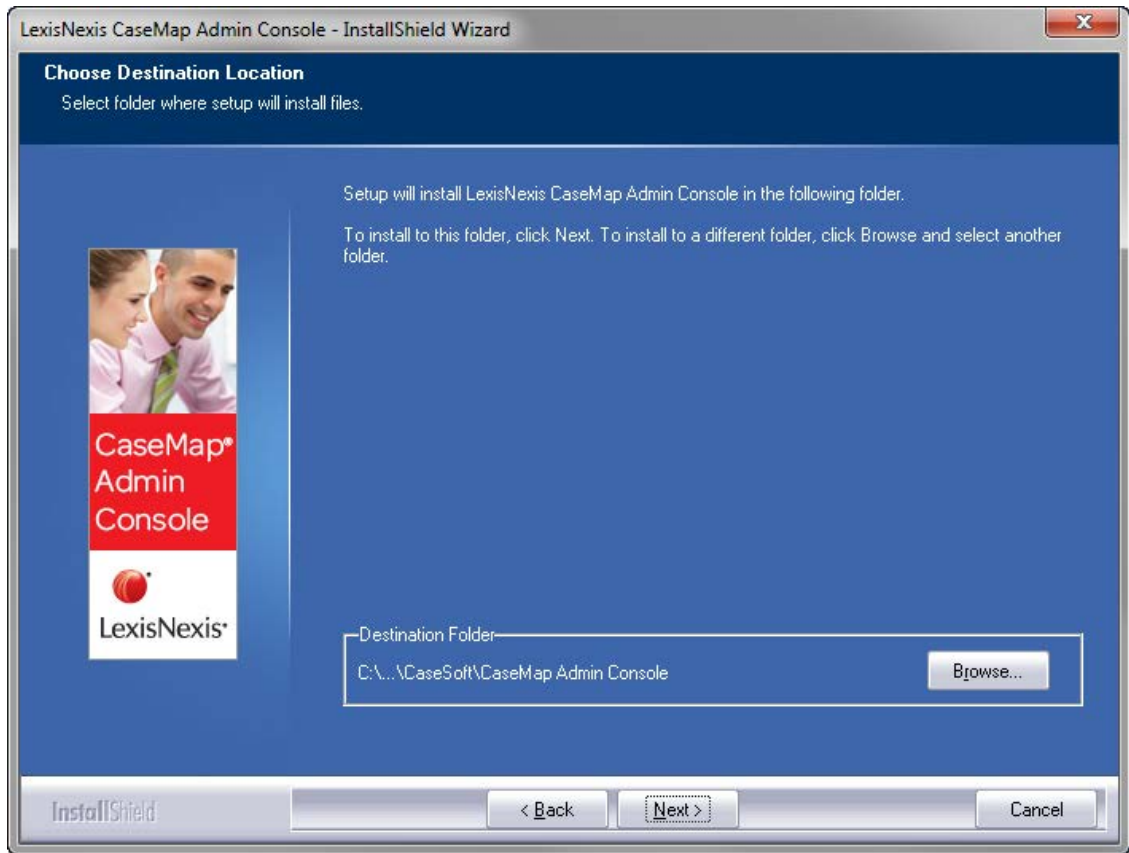 LexisNexis CaseMap Admin Console - InstallShield Wizard
Choose Destination Location
Select folder where setup will install files.
Setup will install LexisNexis CaseMap Admin Console in the following folder.
To install to this folder, click Next. To install to a different folder, click Browse and select another
folder.
CaseMap®
Admin
Console
LexisNexis®
Destination Folder
C:\...\CaseSoft\CaseMap Admin Console
Browse...
InstallShield
< Back
Next >
Cancel